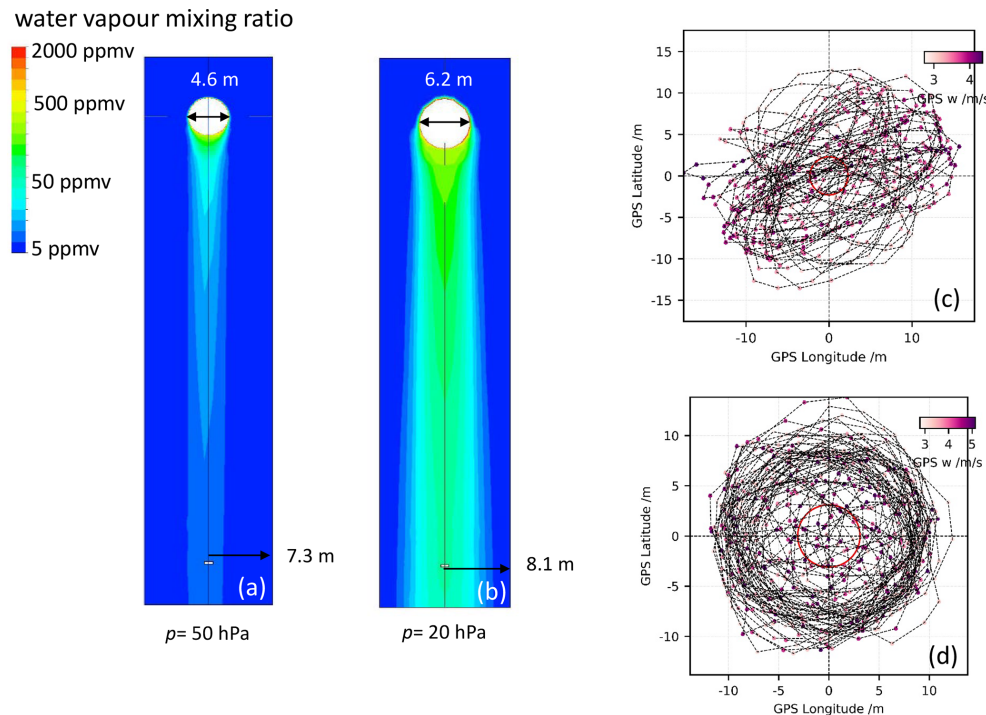 water vapour mixing ratio
2000 ppmv
500 ppmv
50 ppmv
5 ppmv
4.6 m
7.3 m
(a)
p= 50 hPa
6.2 m
8.1 m
(b)
p= 20 hPa
15
10
5
0
-5
-10
-15
GPS Latitude /m
3 4
GPS w /m/s
(c)
-10 0 10
GPS Longitude /m
10
5
0
-5
-10
GPS Latitude /m
3 4 5
GPS w /m/s
(d)
-10 -5 0 5 10
GPS Longitude /m